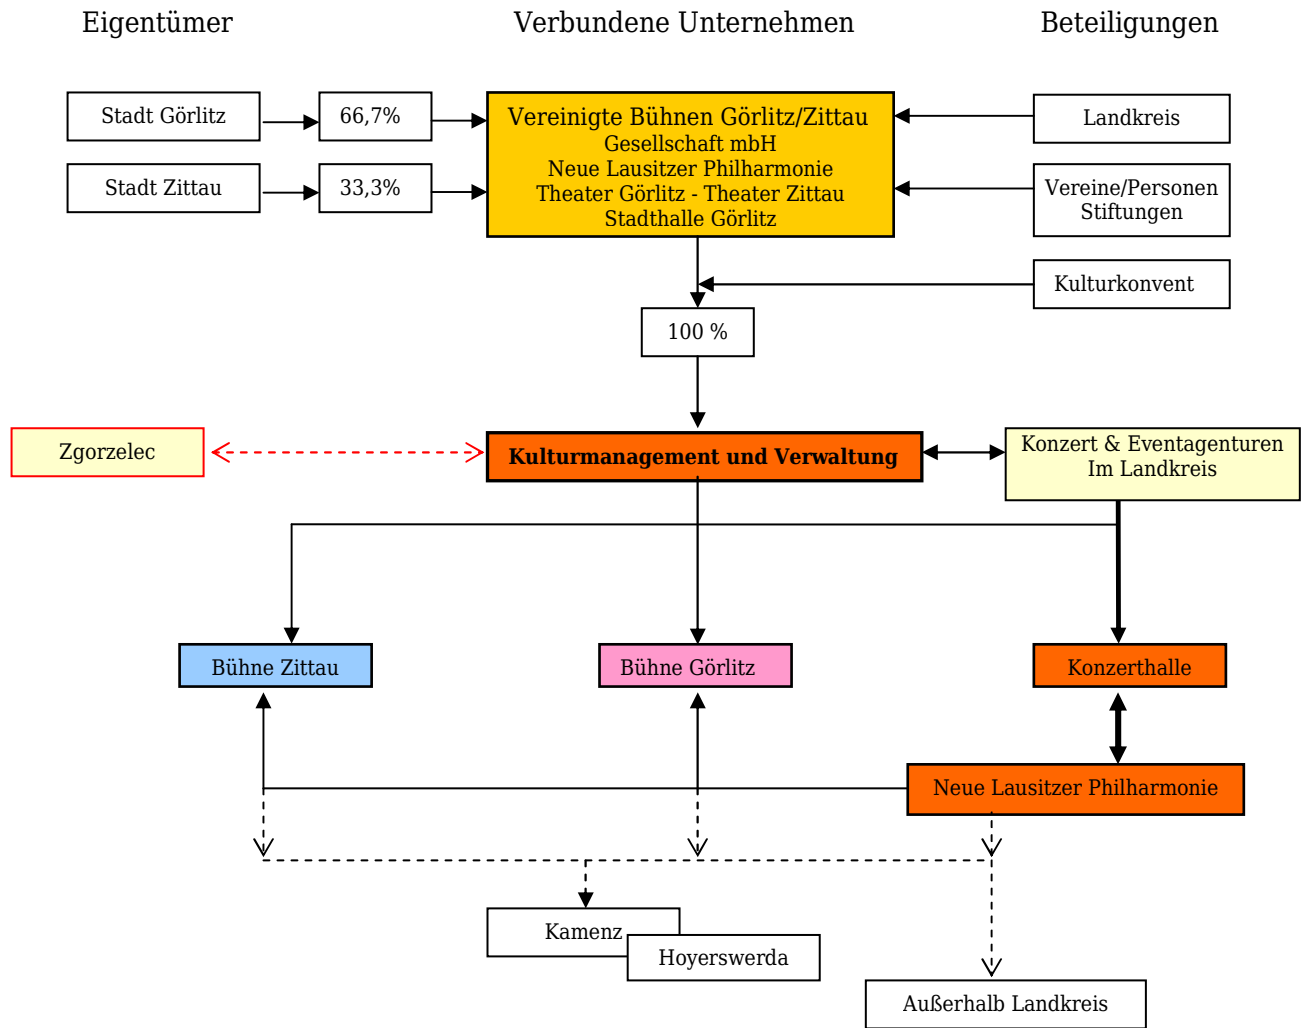 Eigentümer
Verbundene Unternehmen
Beteiligungen
Stadt Görlitz
66,7%
Vereinigte Bühnen Görlitz/Zittau
Gesellschaft mbH
Neue Lausitzer Philharmonie
Theater Görlitz - Theater Zittau
Stadthalle Görlitz
Landkreis
Stadt Zittau
33,3%
Vereine/Personen
Stiftungen
Kulturkonvent
100 %
Zgorzelec
Kulturmanagement und Verwaltung
Konzert & Eventagenturen
Im Landkreis
Bühne Zittau
Bühne Görlitz
Konzerthalle
Neue Lausitzer Philharmonie
Kamenz
Hoyerswerda
Außerhalb Landkreis